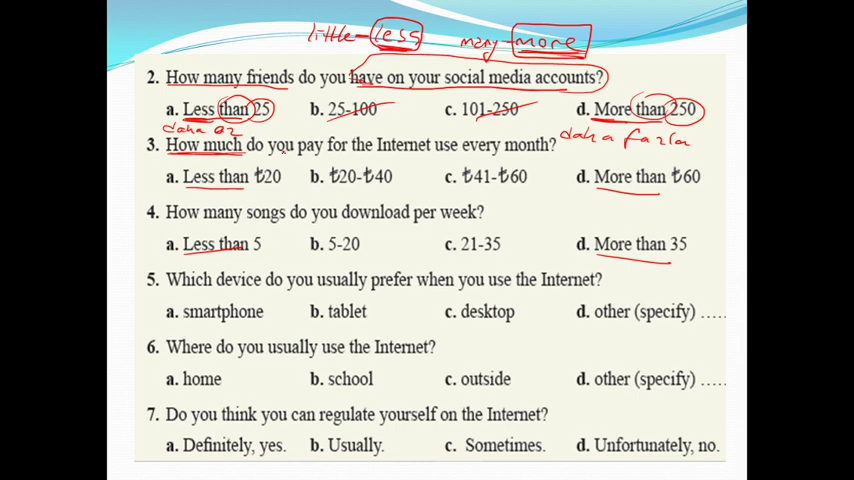 little - less many - more
2. How many friends do you have on your social media accounts?
a. Less than 25 b. 25-100 c. 101-250 d. More than 250
daha az daha fazla
3. How much do you pay for the Internet use every month?
a. Less than ₺20 b. ₺20-₺40 c. ₺41-₺60 d. More than ₺60
4. How many songs do you download per week?
a. Less than 5 b. 5-20 c. 21-35 d. More than 35
5. Which device do you usually prefer when you use the Internet?
a. smartphone b. tablet c. desktop d. other (specify) .....
6. Where do you usually use the Internet?
a. home b. school c. outside d. other (specify) .....
7. Do you think you can regulate yourself on the Internet?
a. Definitely, yes. b. Usually. c. Sometimes. d. Unfortunately, no.